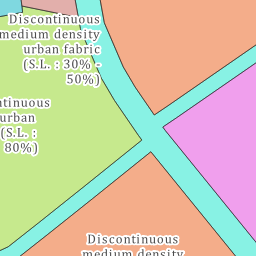 Discontinuous
medium density
urban fabric
(S.L. : 30% -
50%)
ntinuous
urban
(S.L. :
80%)
Discontinuous
medium density